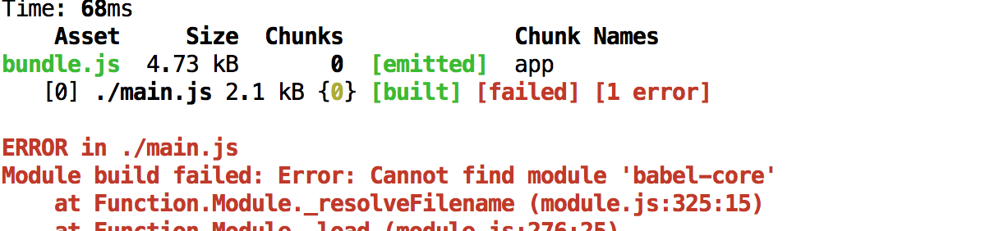 Time: 68ms
Asset Size Chunks Chunk Names
bundle.js 4.73 kB 0 [emitted] app
[0] ./main.js 2.1 kB {0} [built] [failed] [1 error]
ERROR in ./main.js
Module build failed: Error: Cannot find module 'babel-core'
at Function.Module._resolveFilename (module.js:325:15)
at Function.Module._load (module.js:276:25)